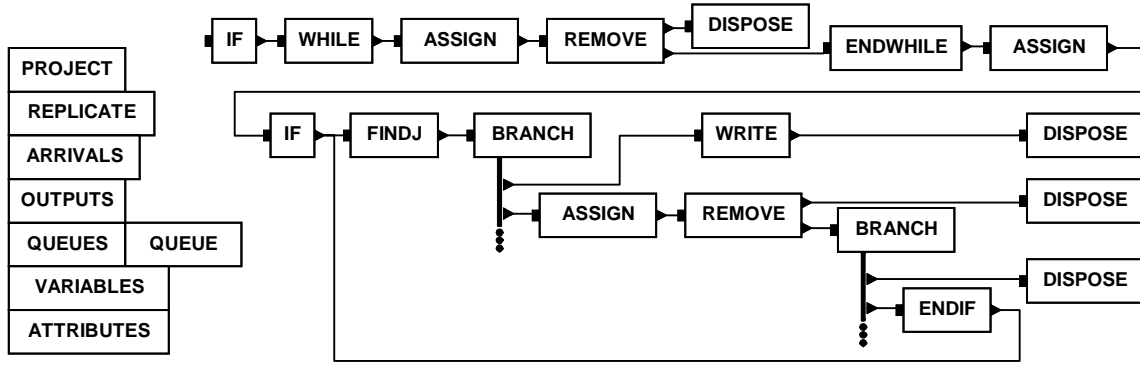 IF WHILE ASSIGN REMOVE DISPOSE
ENDWHILE ASSIGN
PROJECT
REPLICATE
ARRIVALS
OUTPUTS
QUEUES QUEUE
VARIABLES
ATTRIBUTES
IF FINDJ BRANCH WRITE DISPOSE
ASSIGN REMOVE DISPOSE
BRANCH
DISPOSE
ENDIF